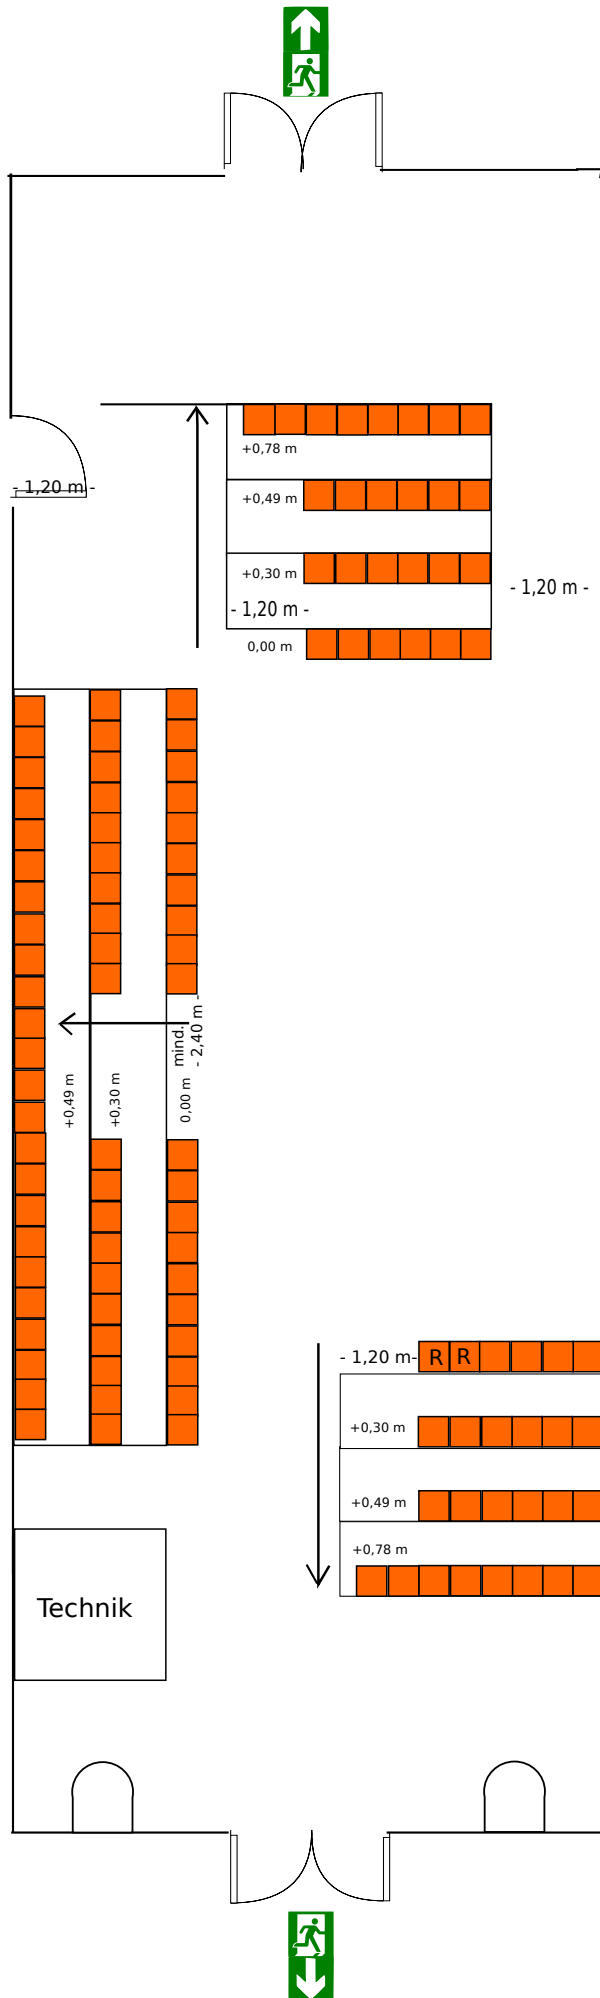 +0,78 m
- 1,20 m -
+0,49 m
+0,30 m
- 1,20 m -
- 1,20 m -
0,00 m
mind.
- 2,40 m -
+0,49 m
+0,30 m
0,00 m
- 1,20 m-
R R
+0,30 m
+0,49 m
+0,78 m
Technik